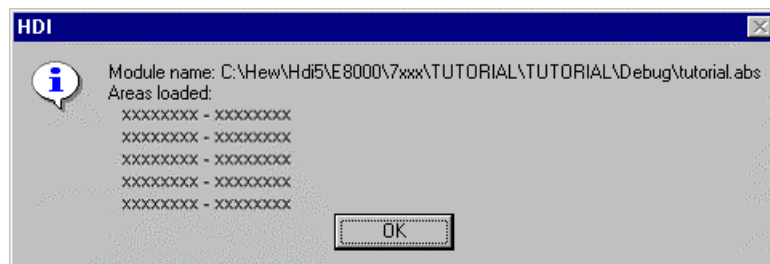 HDI
Module name: C:\Hew\Hdi5\E8000\7xxx\TUTORIAL\TUTORIAL\Debug\tutorial.abs
Areas loaded:
xxxxxxxx - xxxxxxxx
xxxxxxxx - xxxxxxxx
xxxxxxxx - xxxxxxxx
xxxxxxxx - xxxxxxxx
xxxxxxxx - xxxxxxxx
OK